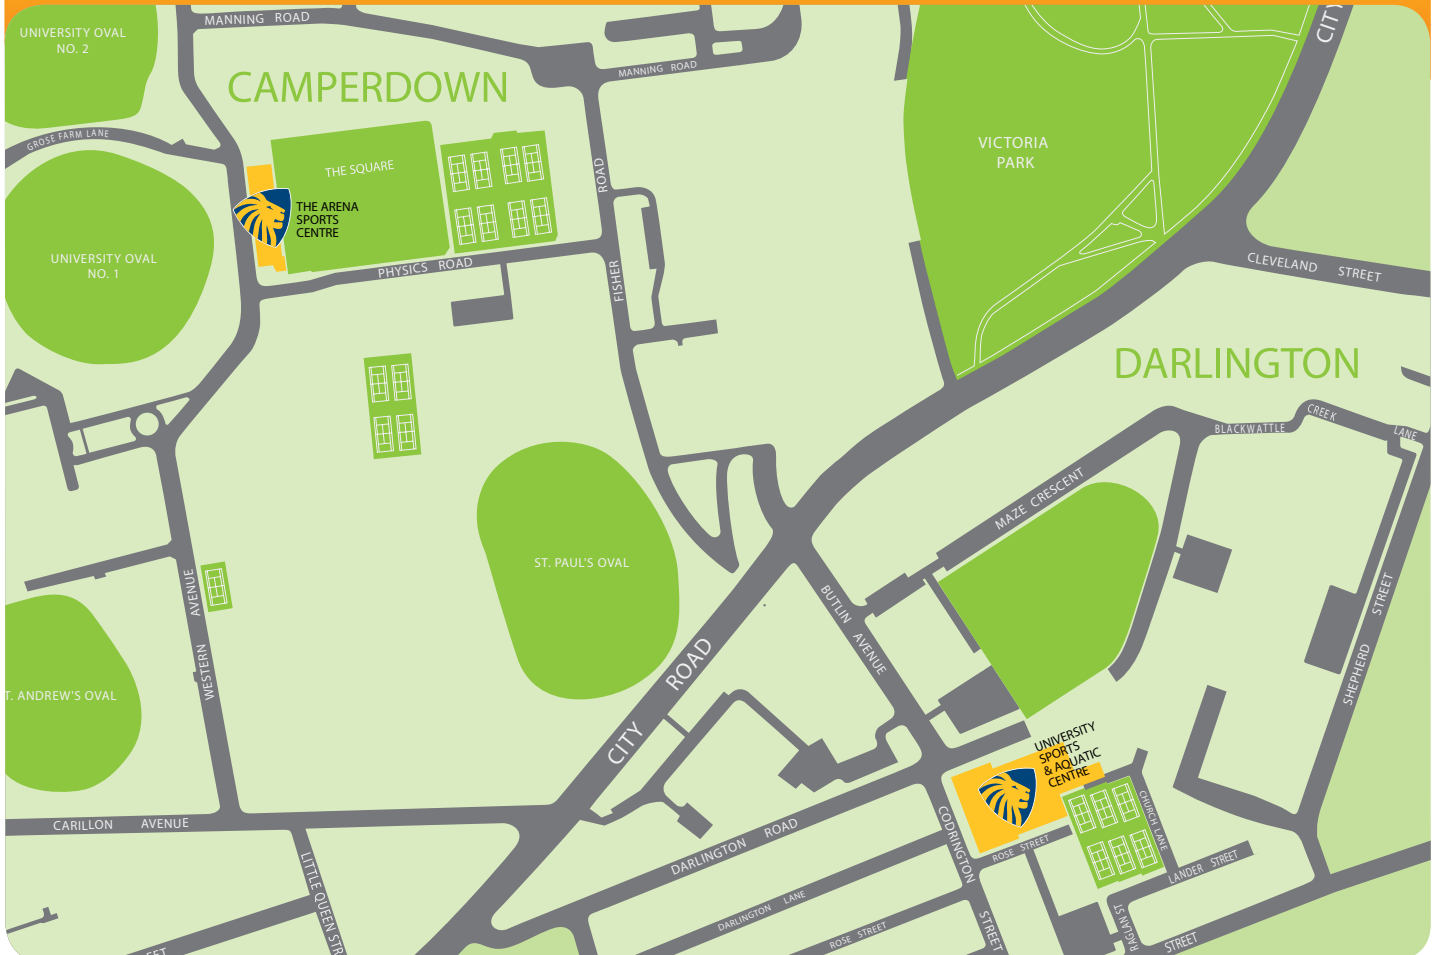 MANNING ROAD
UNIVERSITY OVAL
NO. 2
CAMPERDOWN
MANNING ROAD
CITY
GROSE FARM LANE
THE SQUARE
VICTORIA
PARK
ROAD
THE ARENA
SPORTS
CENTRE
UNIVERSITY OVAL
NO. 1
PHYSICS ROAD
FISHER
CLEVELAND STREET
DARLINGTON
CREEK
BLACKWATTLE
LANE
MAZE CRESCENT
ST. PAUL'S OVAL
WESTERN AVENUE
BUTLIN AVENUE
SHEPHERD STREET
T. ANDREW'S OVAL
CITY ROAD
UNIVERSITY
SPORTS
& AQUATIC
CENTRE
CARILLON AVENUE
DARLINGTON ROAD
CODRINGTON
STREET
ROSE STREET
CHURCH LANE
LANDER STREET
LITTLE QUEEN STR
DARLINGTON LANE
ROSE STREET
RAGLAN ST
STREET
EET